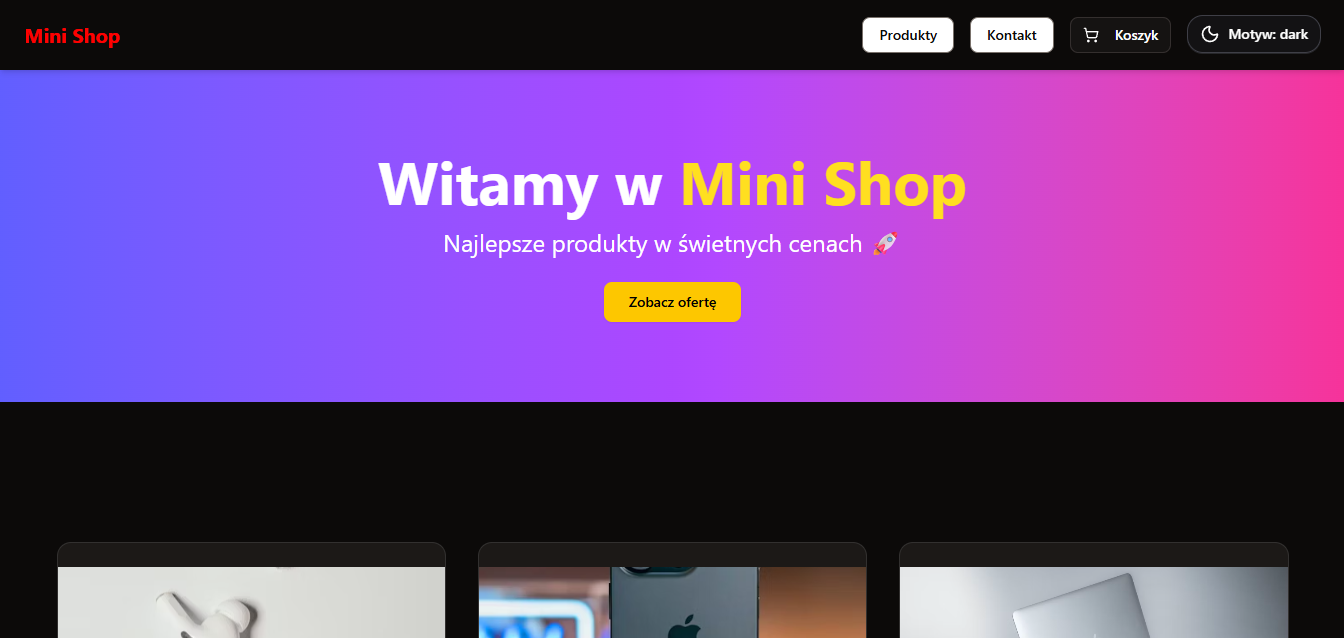 Mini Shop
Produkty
Kontakt
Koszyk
Motyw: dark
Witamy w Mini Shop
Najlepsze produkty w świetnych cenach 🚀
Zobacz ofertę